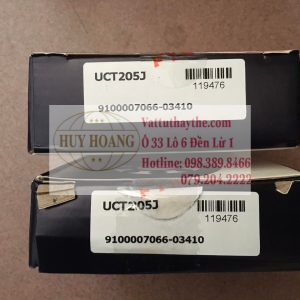 UCT205J
119476
9100007066-03410
Vattuthaythe.com
HUY HOANG
Ô 33 Lô 6 Đền Lừ 1
Hotline: 098.389.8466
079.204.2222
UCT205J
119476
9100007066-03410